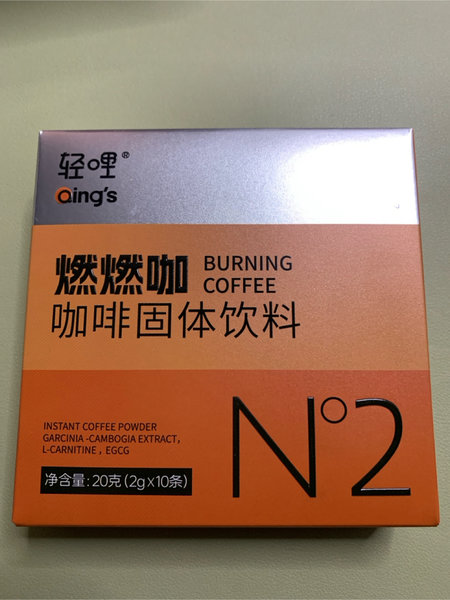 轻哩®
Qing's
燃燃咖 BURNING COFFEE
咖啡固体饮料
INSTANT COFFEE POWDER
GARCINIA -CAMBOGIA EXTRACT,
L-CARNITINE , EGCG
净含量: 20克 (2g×10条)
N°2